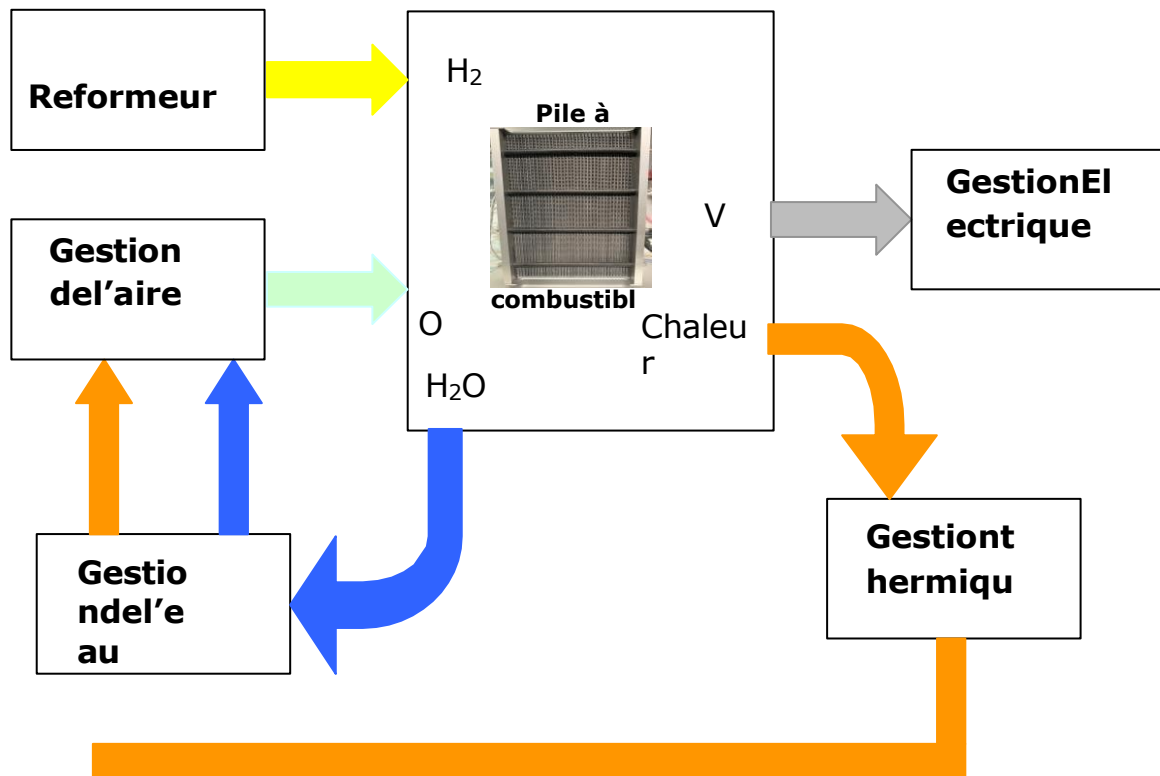 Reformeur
H₂
Pile à
combustibl
Gestion
del’aire
O
H₂O
V
Chaleu
r
GestionEl
ectrique
Gestio
ndel’e
au
Gestiont
hermiqu